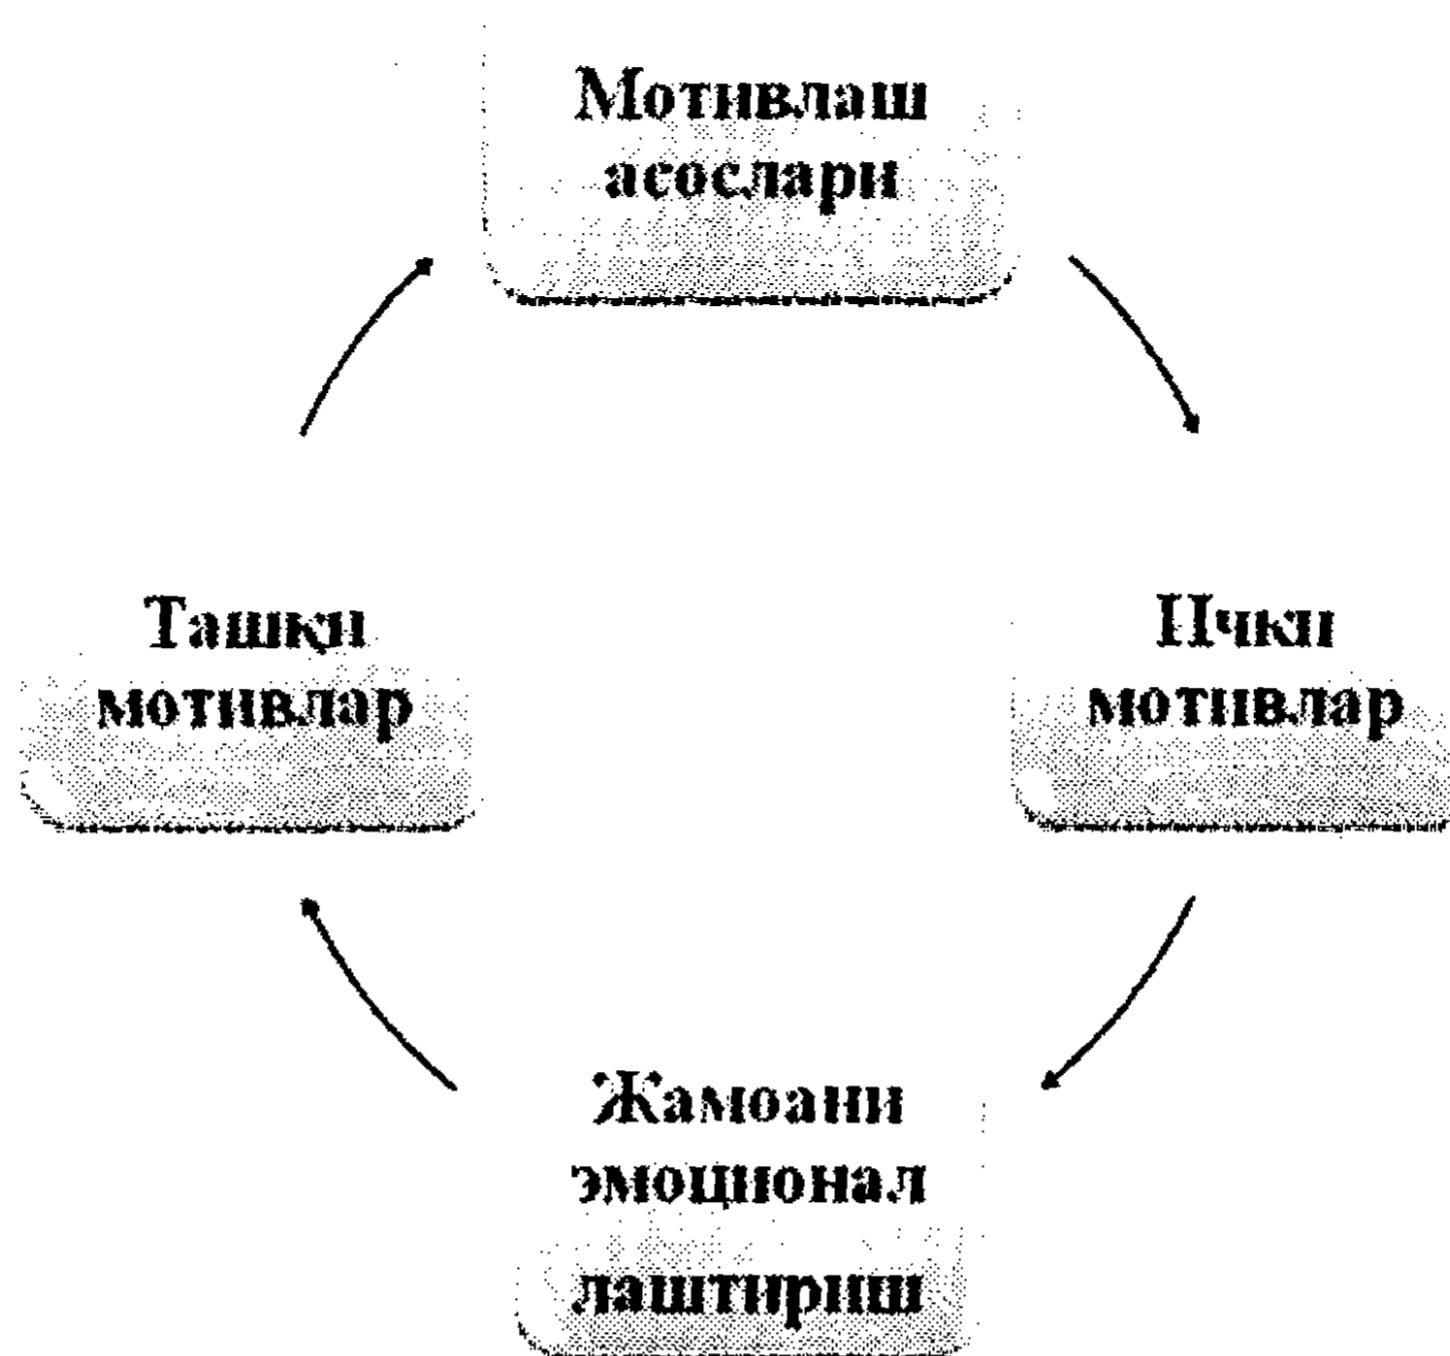 Мотивлаш
асослари
Ташқи
мотивлар
Ички
мотивлар
Жамоани
эмоционал
лаштириш